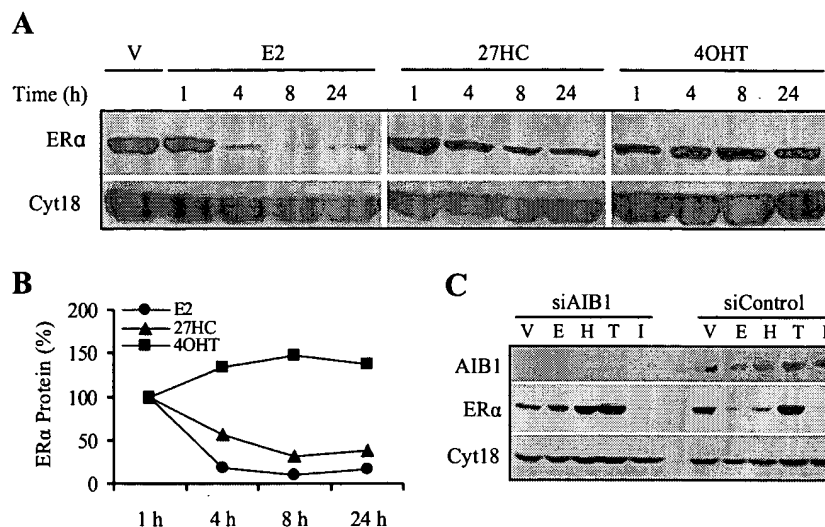 A
V E2 27HC 4OHT
Time (h) 1 4 8 24 1 4 8 24 1 4 8 24
ERα
Cyt18
B
E2
27HC
4OHT
ERα Protein (%)
200
150
100
50
0
1 h 4 h 8 h 24 h
C
siAIB1 siControl
V E H T I V E H T I
AIB1
ERα
Cyt18